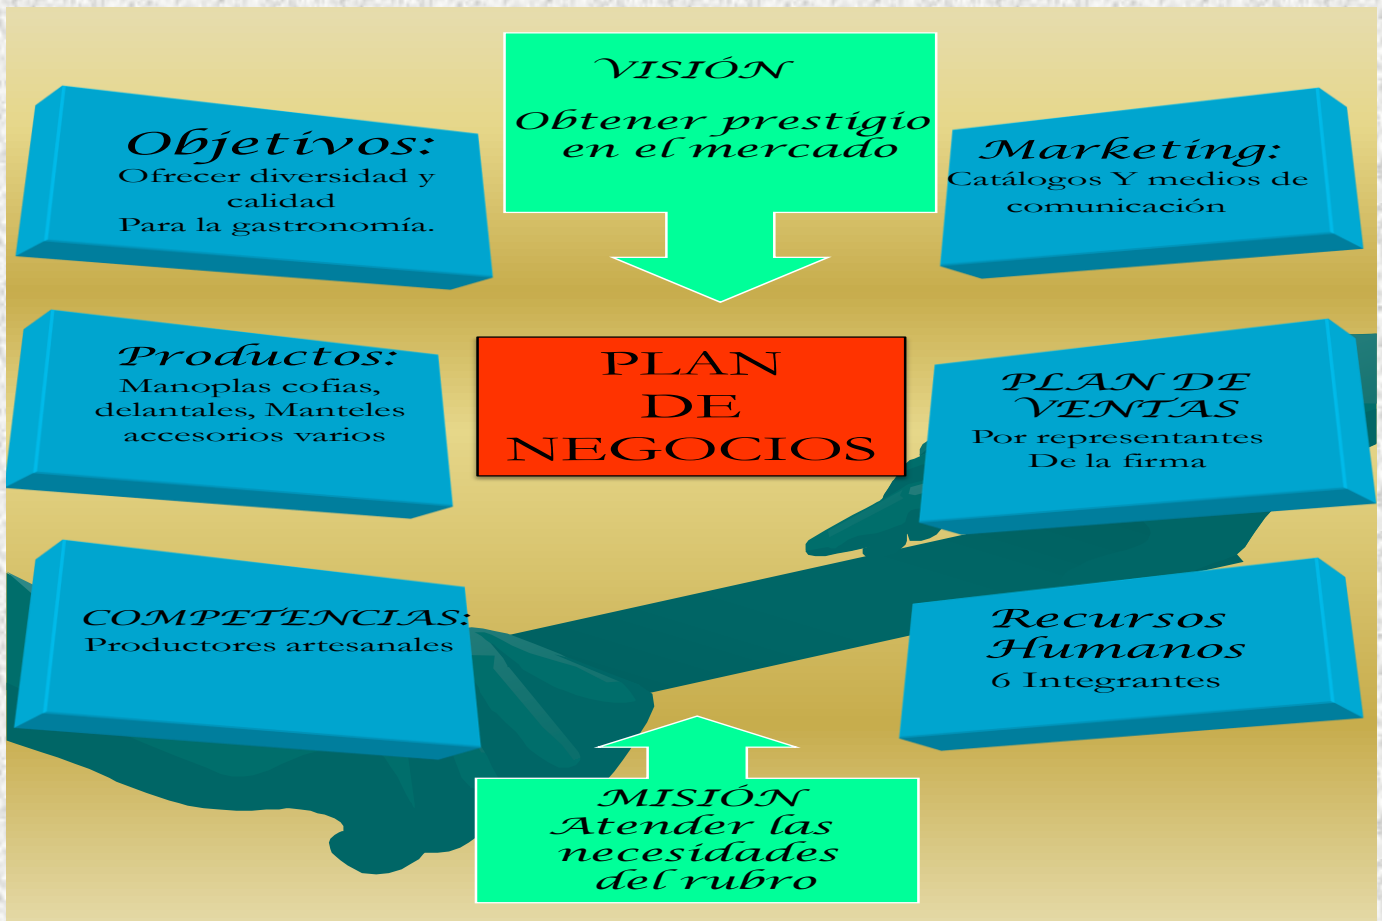 VISIÓN
Obtener prestigio
en el mercado
Objetivos:
Ofrecer diversidad y
calidad
Para la gastronomía.
Marketing:
Catálogos Y medios de
comunicación
Productos:
Manoplas cofias,
delantales, Manteles
accesorios varios
PLAN
DE
NEGOCIOS
PLAN DE
VENTAS
Por representantes
De la firma
COMPETENCIAS:
Productores artesanales
Recursos
Humanos
6 Integrantes
MISIÓN
Atender las
necesidades
del rubro